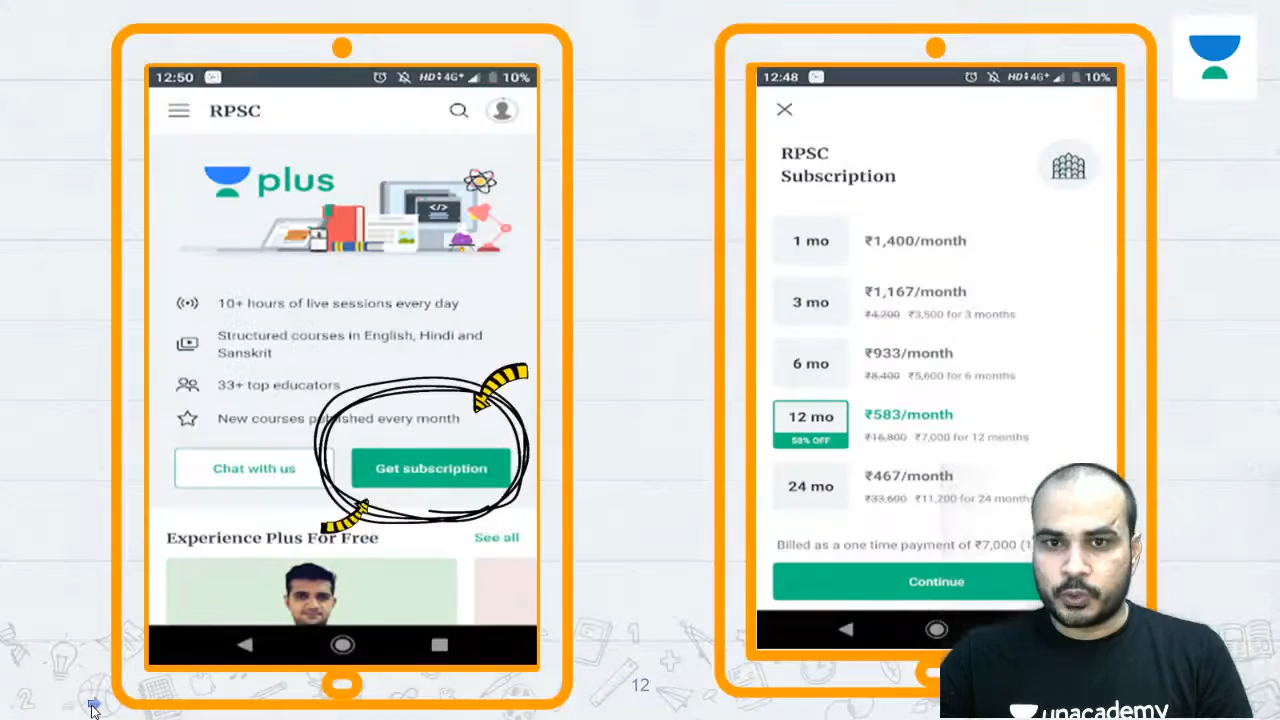 12:50
HD 4G+ 10%
RPSC
plus
10+ hours of live sessions every day
Structured courses in English, Hindi and
Sanskrit
33+ top educators
New courses published every month
Chat with us
Get subscription
Experience Plus For Free
See all
12:48
HD 4G+ 10%
RPSC
Subscription
1 mo
₹1,400/month
3 mo
₹1,167/month
₹4,200 ₹3,500 for 3 months
6 mo
₹933/month
₹8,400 ₹5,600 for 6 months
12 mo
58% OFF
₹583/month
₹16,800 ₹7,000 for 12 months
24 mo
₹467/month
₹33,600 ₹11,200 for 24 months
Billed as a one time payment of ₹7,000 (1
Continue
12
unacademy